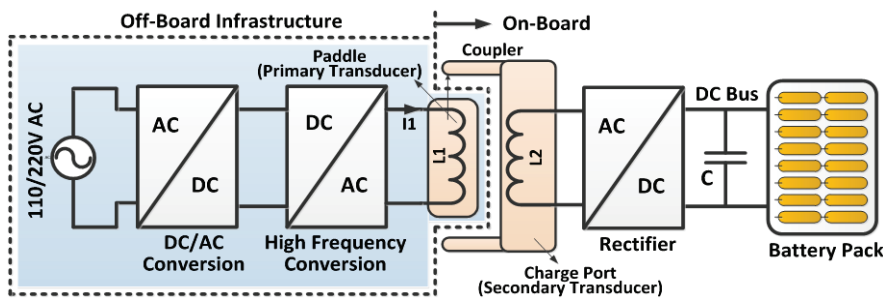 Off-Board Infrastructure
On-Board
Paddle
(Primary Transducer)
Coupler
110/220V AC
AC
DC
DC
AC
I1
L1
L2
AC
DC
DC Bus
C
DC/AC
Conversion
High Frequency
Conversion
Rectifier
Battery Pack
Charge Port
(Secondary Transducer)